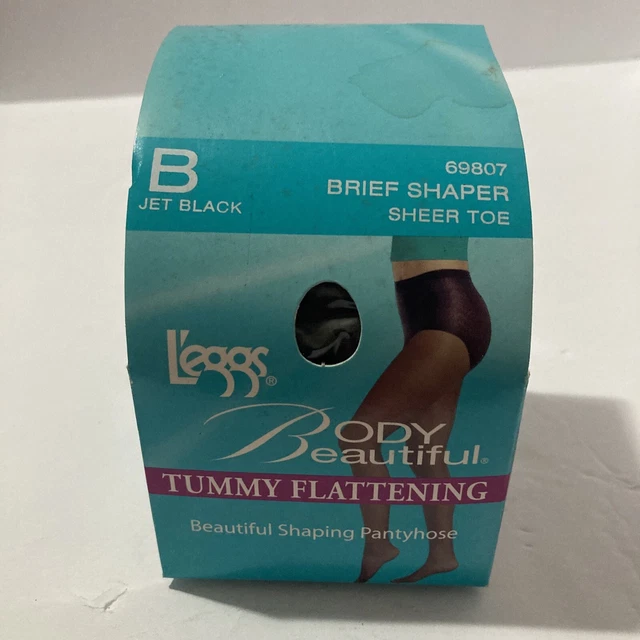 B
JET BLACK
69807
BRIEF SHAPER
SHEER TOE
L'eggs®
Body
Beautiful®
TUMMY FLATTENING
Beautiful Shaping Pantyhose